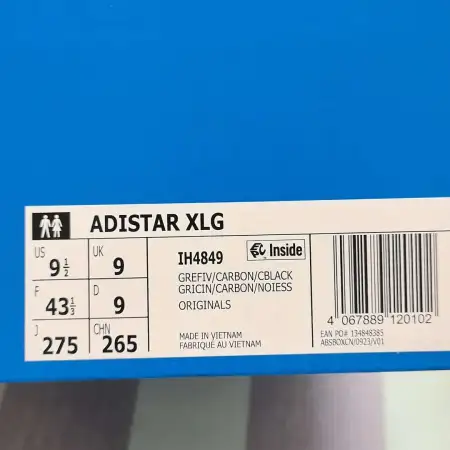 ADISTAR XLG
US
9 1/2
UK
9
F
43 1/3
D
9
J
275
CHN
265
IH4849
Inside
GREFIV/CARBON/CBLACK
GRICIN/CARBON/NOIESS
ORIGINALS
MADE IN VIETNAM
FABRIQUÉ AU VIETNAM
4 067889 120102
EAN PO# 134848385
ABSBOXCN/0923/V01